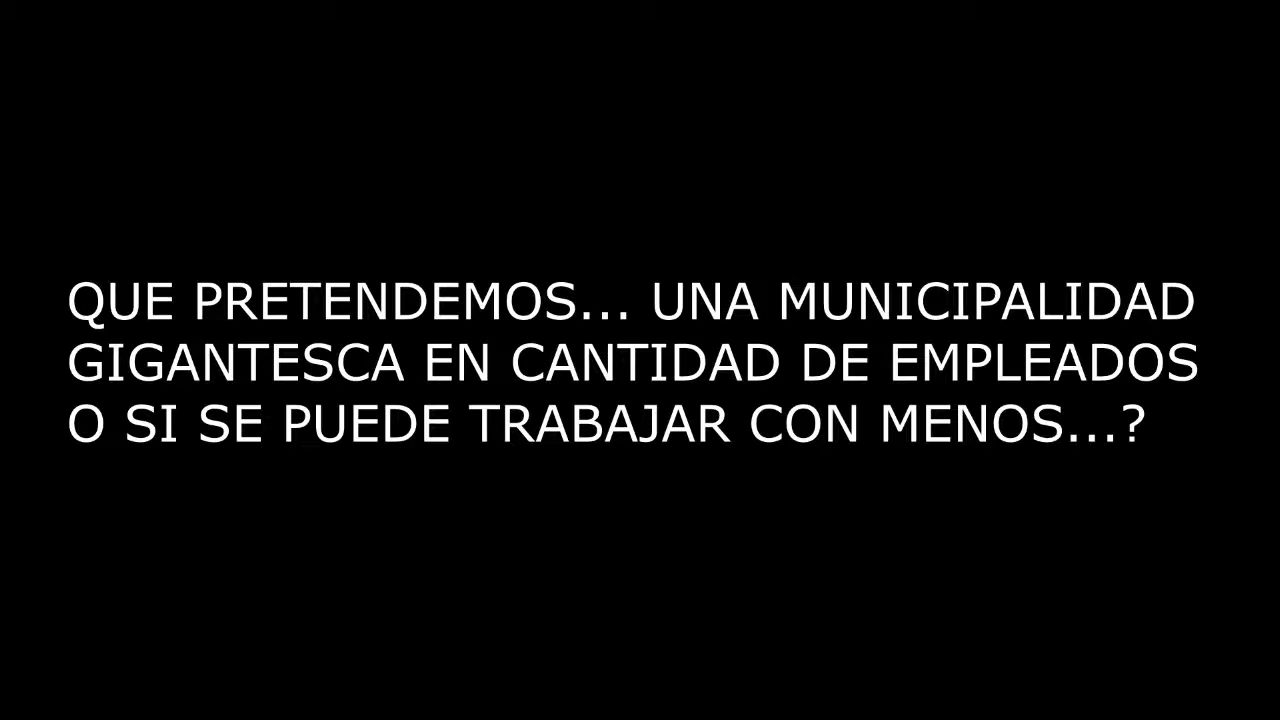 QUE PRETENDEMOS... UNA MUNICIPALIDAD
GIGANTESCA EN CANTIDAD DE EMPLEADOS
O SI SE PUEDE TRABAJAR CON MENOS...?